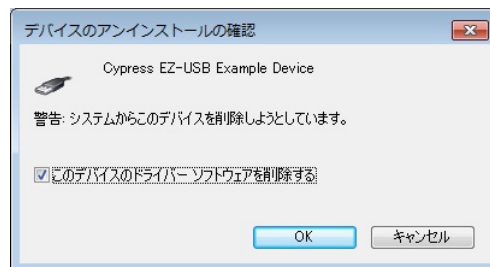 デバイスのアンインストールの確認
Cypress EZ-USB Example Device
警告: システムからこのデバイスを削除しようとしています。
このデバイスのドライバー ソフトウェアを削除する
OK キャンセル